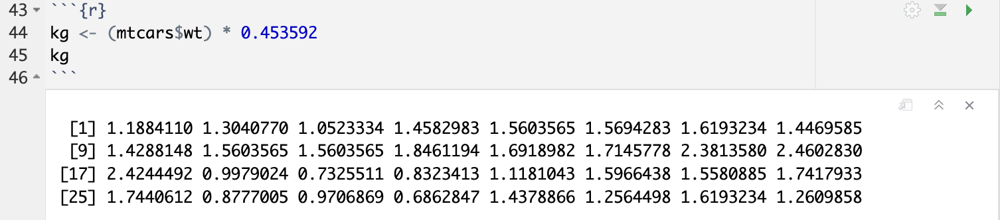 43 ```{r}
44 kg <- (mtcars$wt) * 0.453592
45 kg
46 ```
[1] 1.1884110 1.3040770 1.0523334 1.4582983 1.5603565 1.5694283 1.6193234 1.4469585
[9] 1.4288148 1.5603565 1.5603565 1.8461194 1.6918982 1.7145778 2.3813580 2.4602830
[17] 2.4244492 0.9979024 0.7325511 0.8323413 1.1181043 1.5966438 1.5580885 1.7417933
[25] 1.7440612 0.8777005 0.9706869 0.6862847 1.4378866 1.2564498 1.6193234 1.2609858